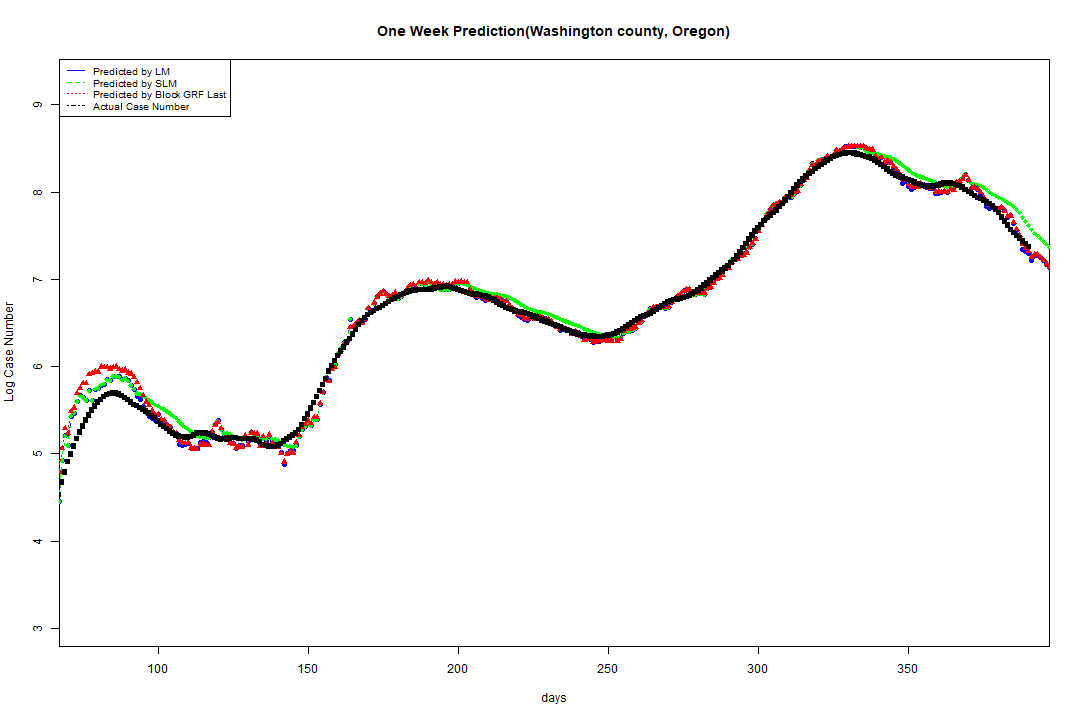 One Week Prediction(Washington county, Oregon)
Predicted by LM
Predicted by SLM
Predicted by Block GRF Last
Actual Case Number
9
8
7
6
5
4
3
Log Case Number
100 150 200 250 300 350
days